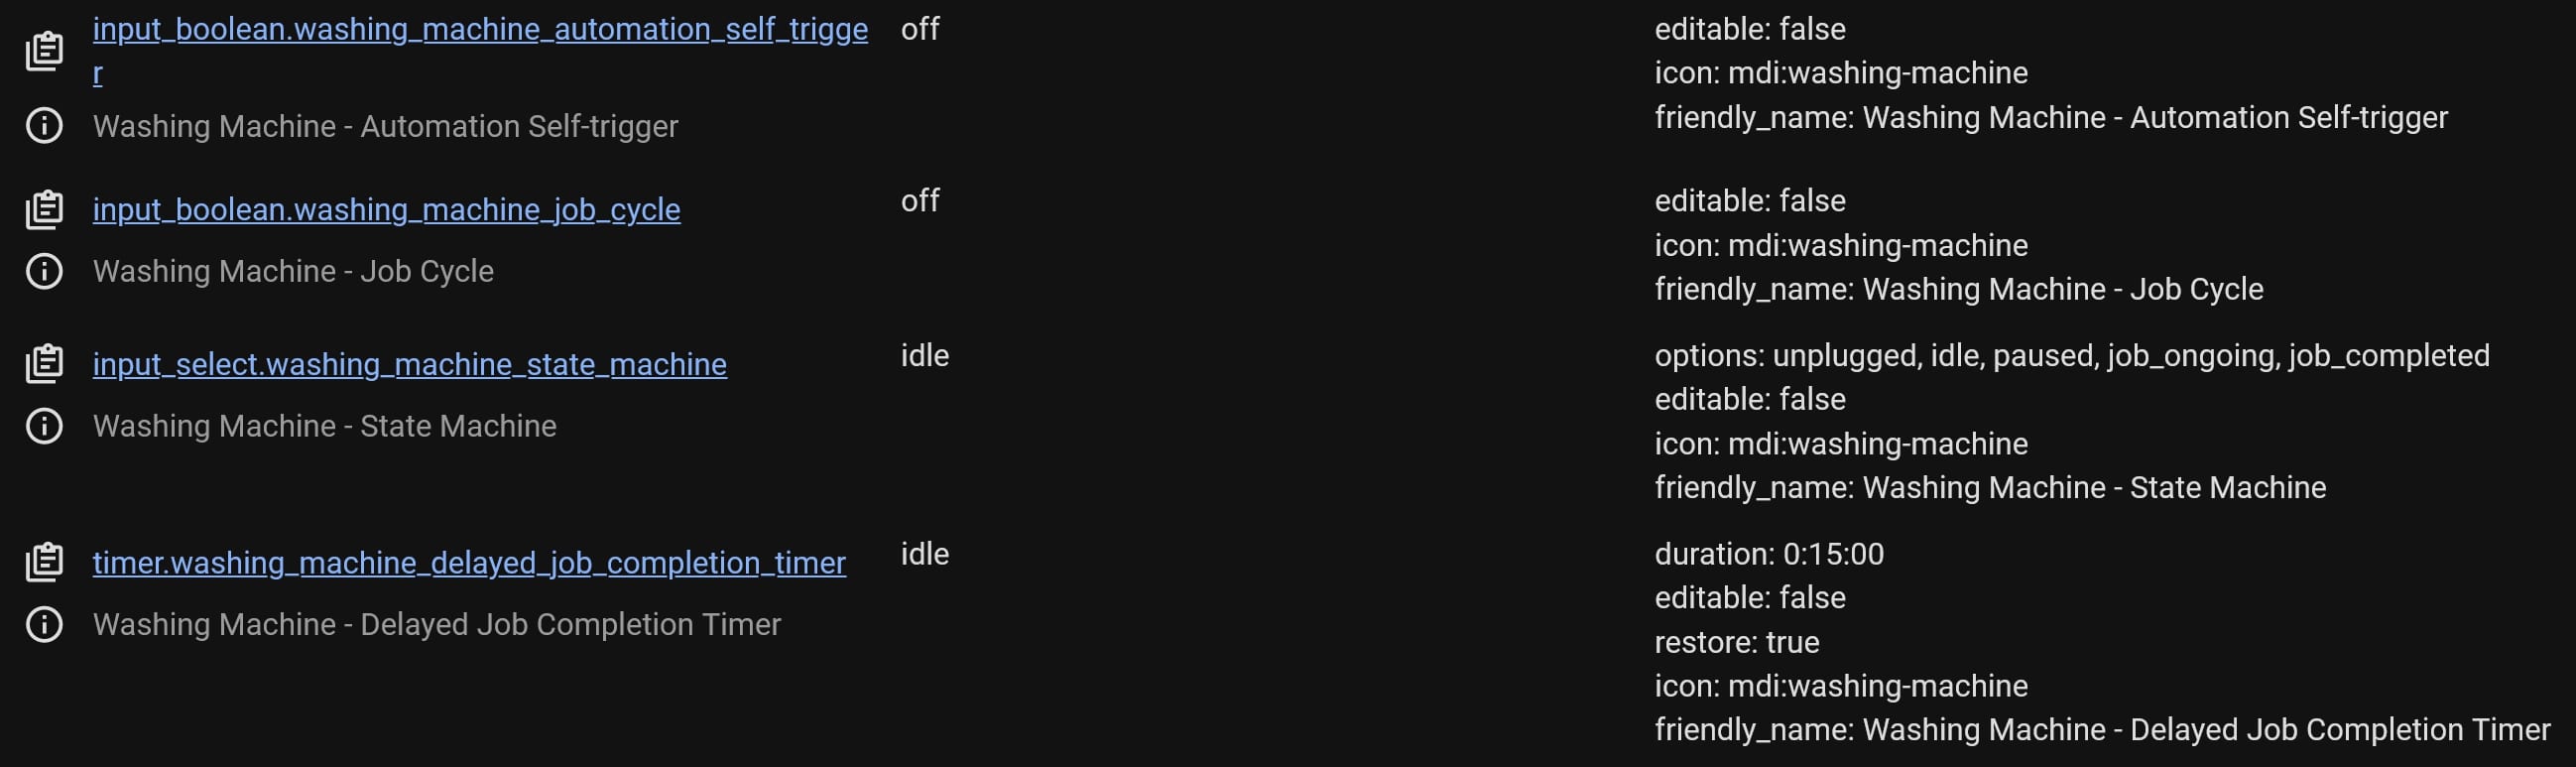 input_boolean.washing_machine_automation_self_trigge
r
Washing Machine - Automation Self-trigger
off
editable: false
icon: mdi:washing-machine
friendly_name: Washing Machine - Automation Self-trigger
input_boolean.washing_machine_job_cycle
Washing Machine - Job Cycle
off
editable: false
icon: mdi:washing-machine
friendly_name: Washing Machine - Job Cycle
input_select.washing_machine_state_machine
Washing Machine - State Machine
idle
options: unplugged, idle, paused, job_ongoing, job_completed
editable: false
icon: mdi:washing-machine
friendly_name: Washing Machine - State Machine
timer.washing_machine_delayed_job_completion_timer
Washing Machine - Delayed Job Completion Timer
idle
duration: 0:15:00
editable: false
restore: true
icon: mdi:washing-machine
friendly_name: Washing Machine - Delayed Job Completion Timer